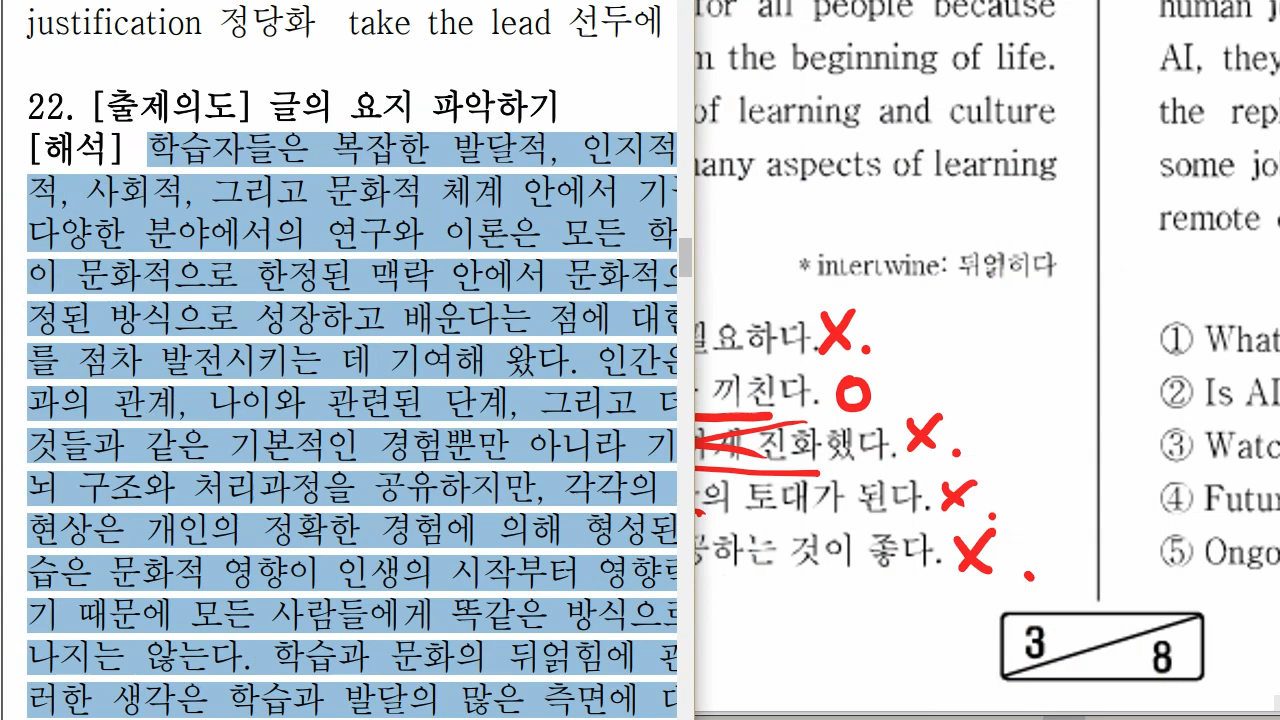 justification 정당화 take the lead 선두에
22. [출제의도] 글의 요지 파악하기
[해석] 학습자들은 복잡한 발달적, 인지적
적, 사회적, 그리고 문화적 체계 안에서
다양한 분야에서의 연구와 이론은 모든 학
이 문화적으로 한정된 맥락 안에서
정된 방식으로 성장하고 배운다는 점에
를 점차 발전시키는 데 기여해 왔다. 인간은
과의 관계, 나이와 관련된 단계, 그리고
것들과 같은 기본적인 경험뿐만 아니라
뇌 구조와 처리과정을 공유하지만, 각각의
현상은 개인의 정확한 경험에 의해 형성된
습은 문화적 영향이 인생의 시작부터
기 때문에 모든 사람들에게 똑같은 방식으로
나지는 않는다. 학습과 문화의 뒤얽힘에
러한 생각은 학습과 발달의 많은 측면에
for all people because
the beginning of life.
of learning and culture
many aspects of learning
* intertwine: 뒤얽히다
필요하다. X.
끼친다. O
진화했다. X.
의 토대가 된다. X.
하는 것이 좋다. X.
3 8
human
AI, they
the
some
remote
① What
② Is AI
③
④
⑤